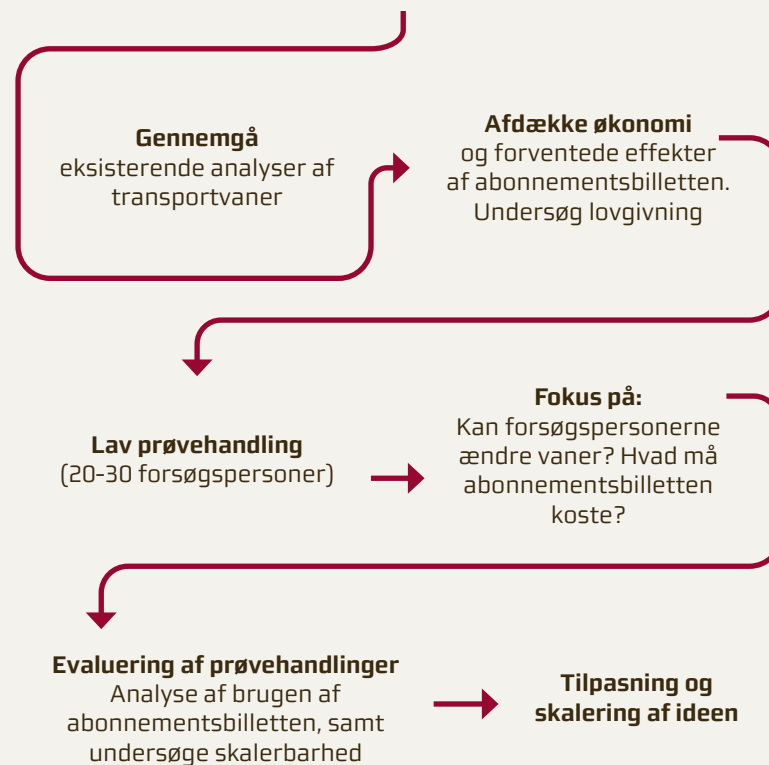 Gennemgå
eksisterende analyser af
transportvaner
Afdække økonomi
og forventede effekter
af abonnementsbilletten.
Undersøg lovgivning
Lav prøvehandling
(20-30 forsøgspersoner)
Fokus på:
Kan forsøgspersonerne
ændre vaner? Hvad må
abonnementsbilletten
koste?
Evaluering af prøvehandlinger
Analyse af brugen af
abonnementsbilletten, samt
undersøge skalerbarhed
Tilpasning og
skalering af ideen